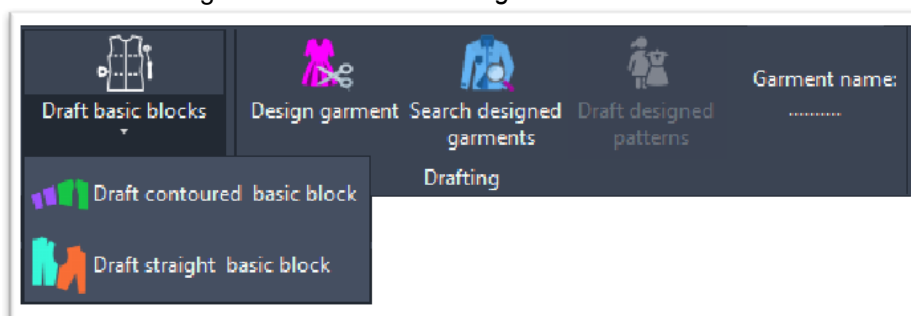 Draft basic blocks
Design garment
Search designed
garments
Draft designed
patterns
Garment name:
..........
Drafting
Draft contoured basic block
Draft straight basic block